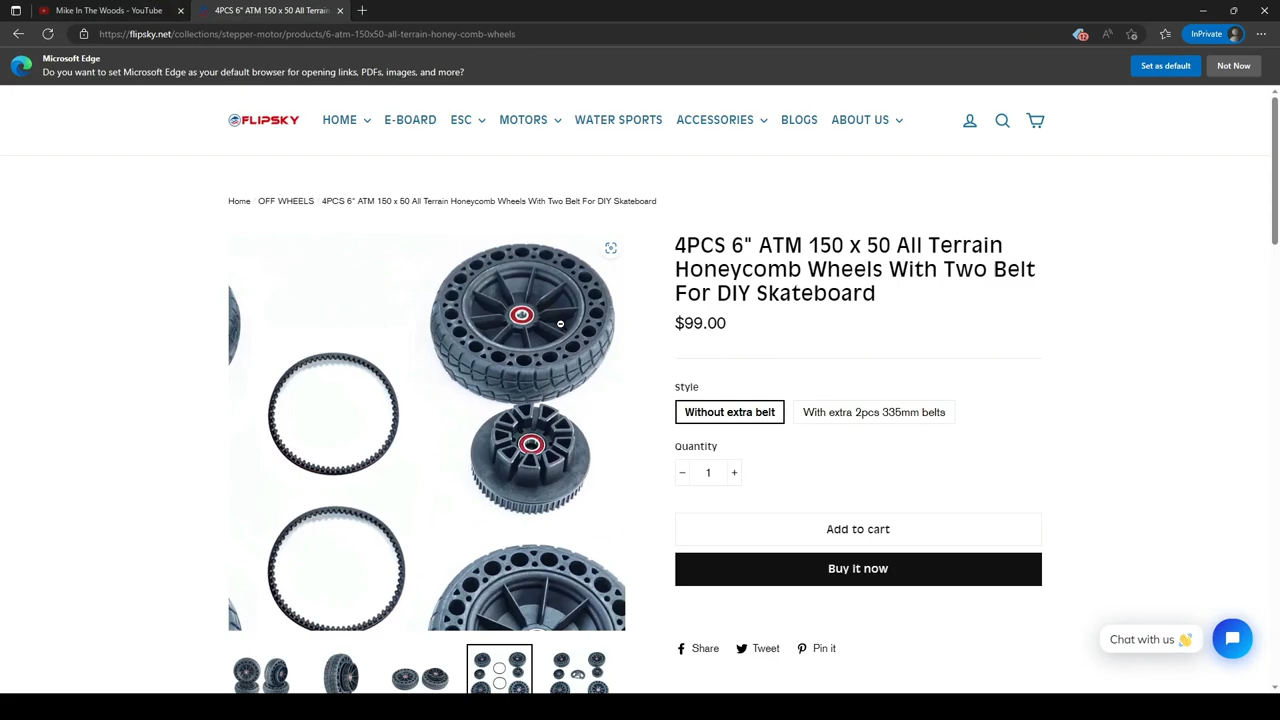 Mike In The Woods - YouTube
4PCS 6" ATM 150 x 50 All Terrain
https://flipsky.net/collections/stepper-motor/products/6-atm-150x50-all-terrain-honey-comb-wheels
12
InPrivate
Microsoft Edge
Do you want to set Microsoft Edge as your default browser for opening links, PDFs, images, and more?
Set as default
Not Now
FLIPSKY
HOME
E-BOARD
ESC
MOTORS
WATER SPORTS
ACCESSORIES
BLOGS
ABOUT US
Home / OFF WHEELS / 4PCS 6" ATM 150 x 50 All Terrain Honeycomb Wheels With Two Belt For DIY Skateboard
4PCS 6" ATM 150 x 50 All Terrain
Honeycomb Wheels With Two Belt
For DIY Skateboard
$99.00
Style
Without extra belt
With extra 2pcs 335mm belts
Quantity
− 1 +
Add to cart
Buy it now
Share
Tweet
Pin it
Chat with us 👋